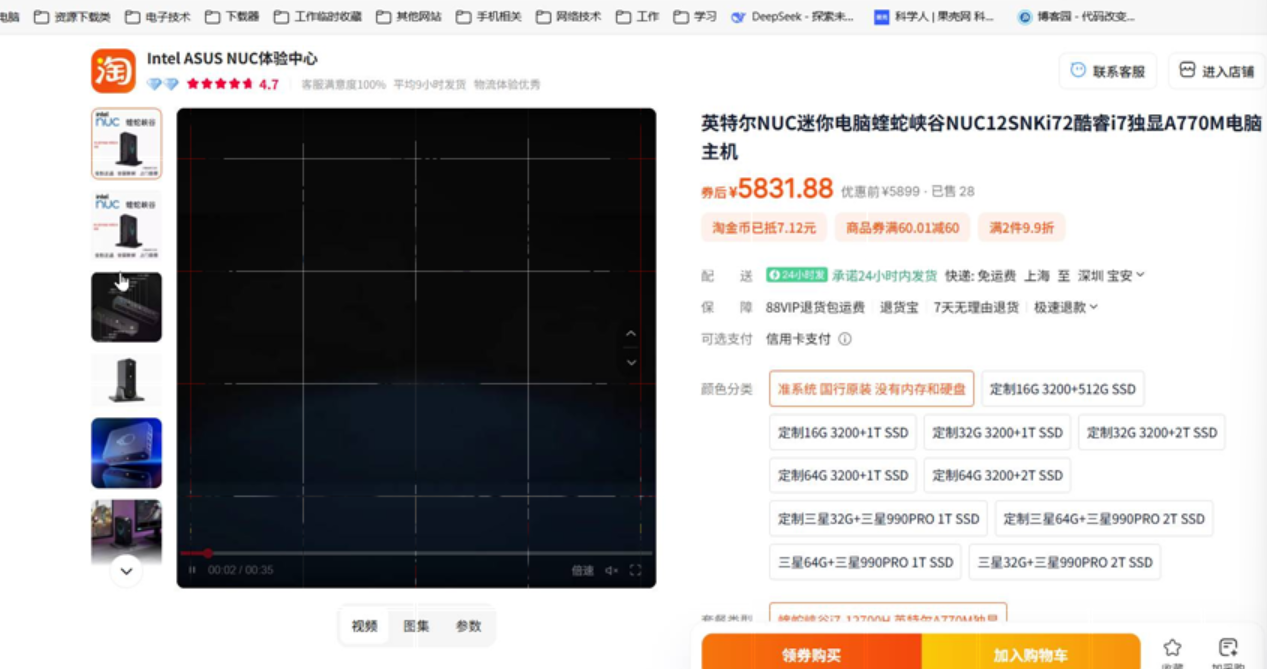 电脑 资源下载类 电子技术 下载器 工作临时收藏 其他网站 手机相关 网络技术 工作 学习 DeepSeek - 探索未... 科学人 | 果壳网 科... 博客园 - 代码改变...
Intel ASUS NUC体验中心
4.7 客服满意度100% 平均9小时发货 物流体验优秀
联系客服 进入店铺
intel NUC 蝰蛇峡谷
intel NUC 蝰蛇峡谷
00:02 / 00:35 倍速
视频 图集 参数
英特尔NUC迷你电脑蝰蛇峡谷NUC12SNKi72酷睿i7独显A770M电脑
主机
券后 ¥5831.88 优惠前 ¥5899 · 已售 28
淘金币已抵7.12元 商品券满60.01减60 满2件9.9折
配送 24小时发 承诺24小时内发货 快递: 免运费 上海 至 深圳 宝安
保障 88VIP退货包运费 退货宝 7天无理由退货 极速退款
可选支付 信用卡支付
颜色分类 准系统 国行原装 没有内存和硬盘 定制16G 3200+512G SSD
定制16G 3200+1T SSD 定制32G 3200+1T SSD 定制32G 3200+2T SSD
定制64G 3200+1T SSD 定制64G 3200+2T SSD
定制三星32G+三星990PRO 1T SSD 定制三星64G+三星990PRO 2T SSD
三星64G+三星990PRO 1T SSD 三星32G+三星990PRO 2T SSD
套餐类型 蝰蛇峡谷i7-12700H 英特尔A770M独显
领券购买 加入购物车 收藏 加采购